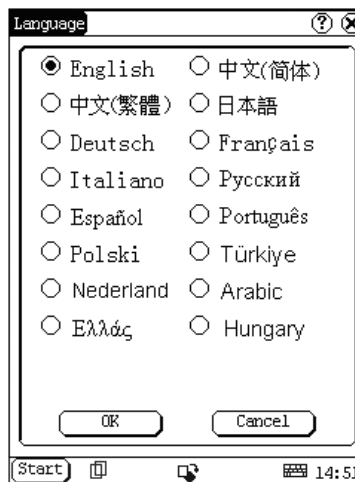 Language ?
English 中文(简体)
中文(繁體) 日本語
Deutsch Français
Italiano Русский
Español Português
Polski Türkiye
Nederland Arabic
Ελλάς Hungary
OK Cancel
Start 14:51